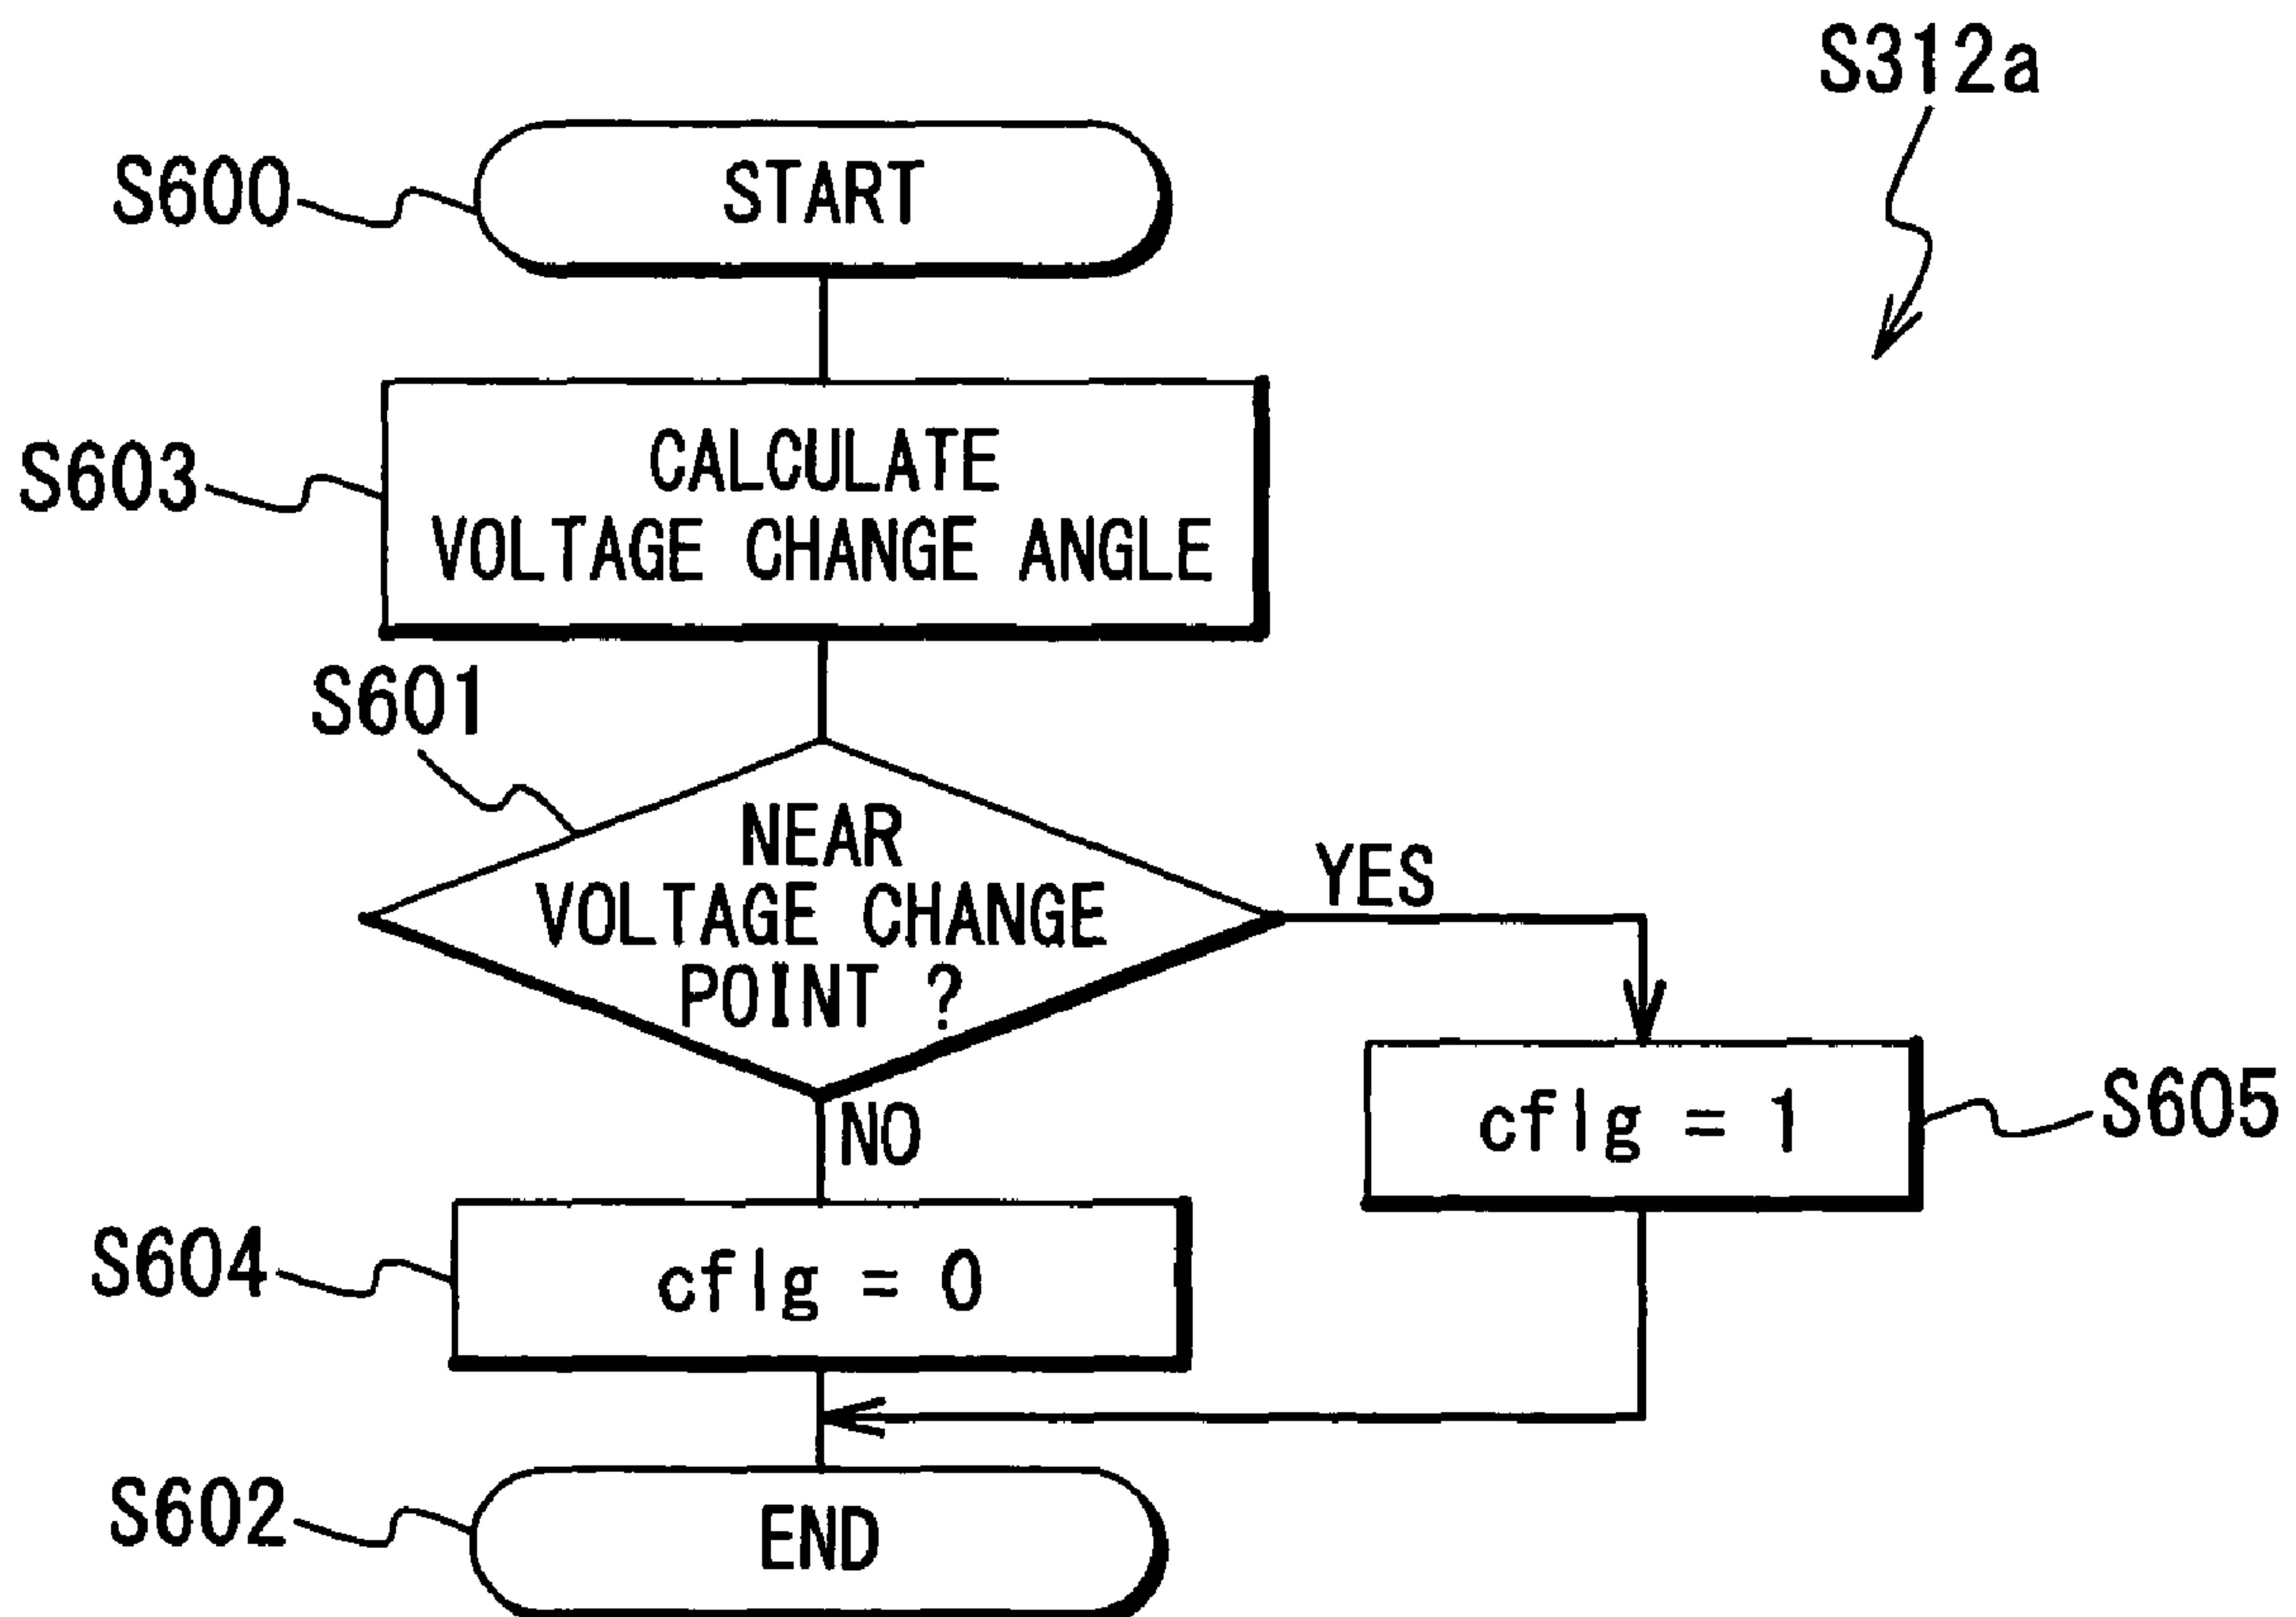 S312a
S600
START
S603
CALCULATE
VOLTAGE CHANGE ANGLE
S601
NEAR
VOLTAGE CHANGE
POINT ?
YES
NO
cflg = 1
S605
S604
cflg = 0
S602
END